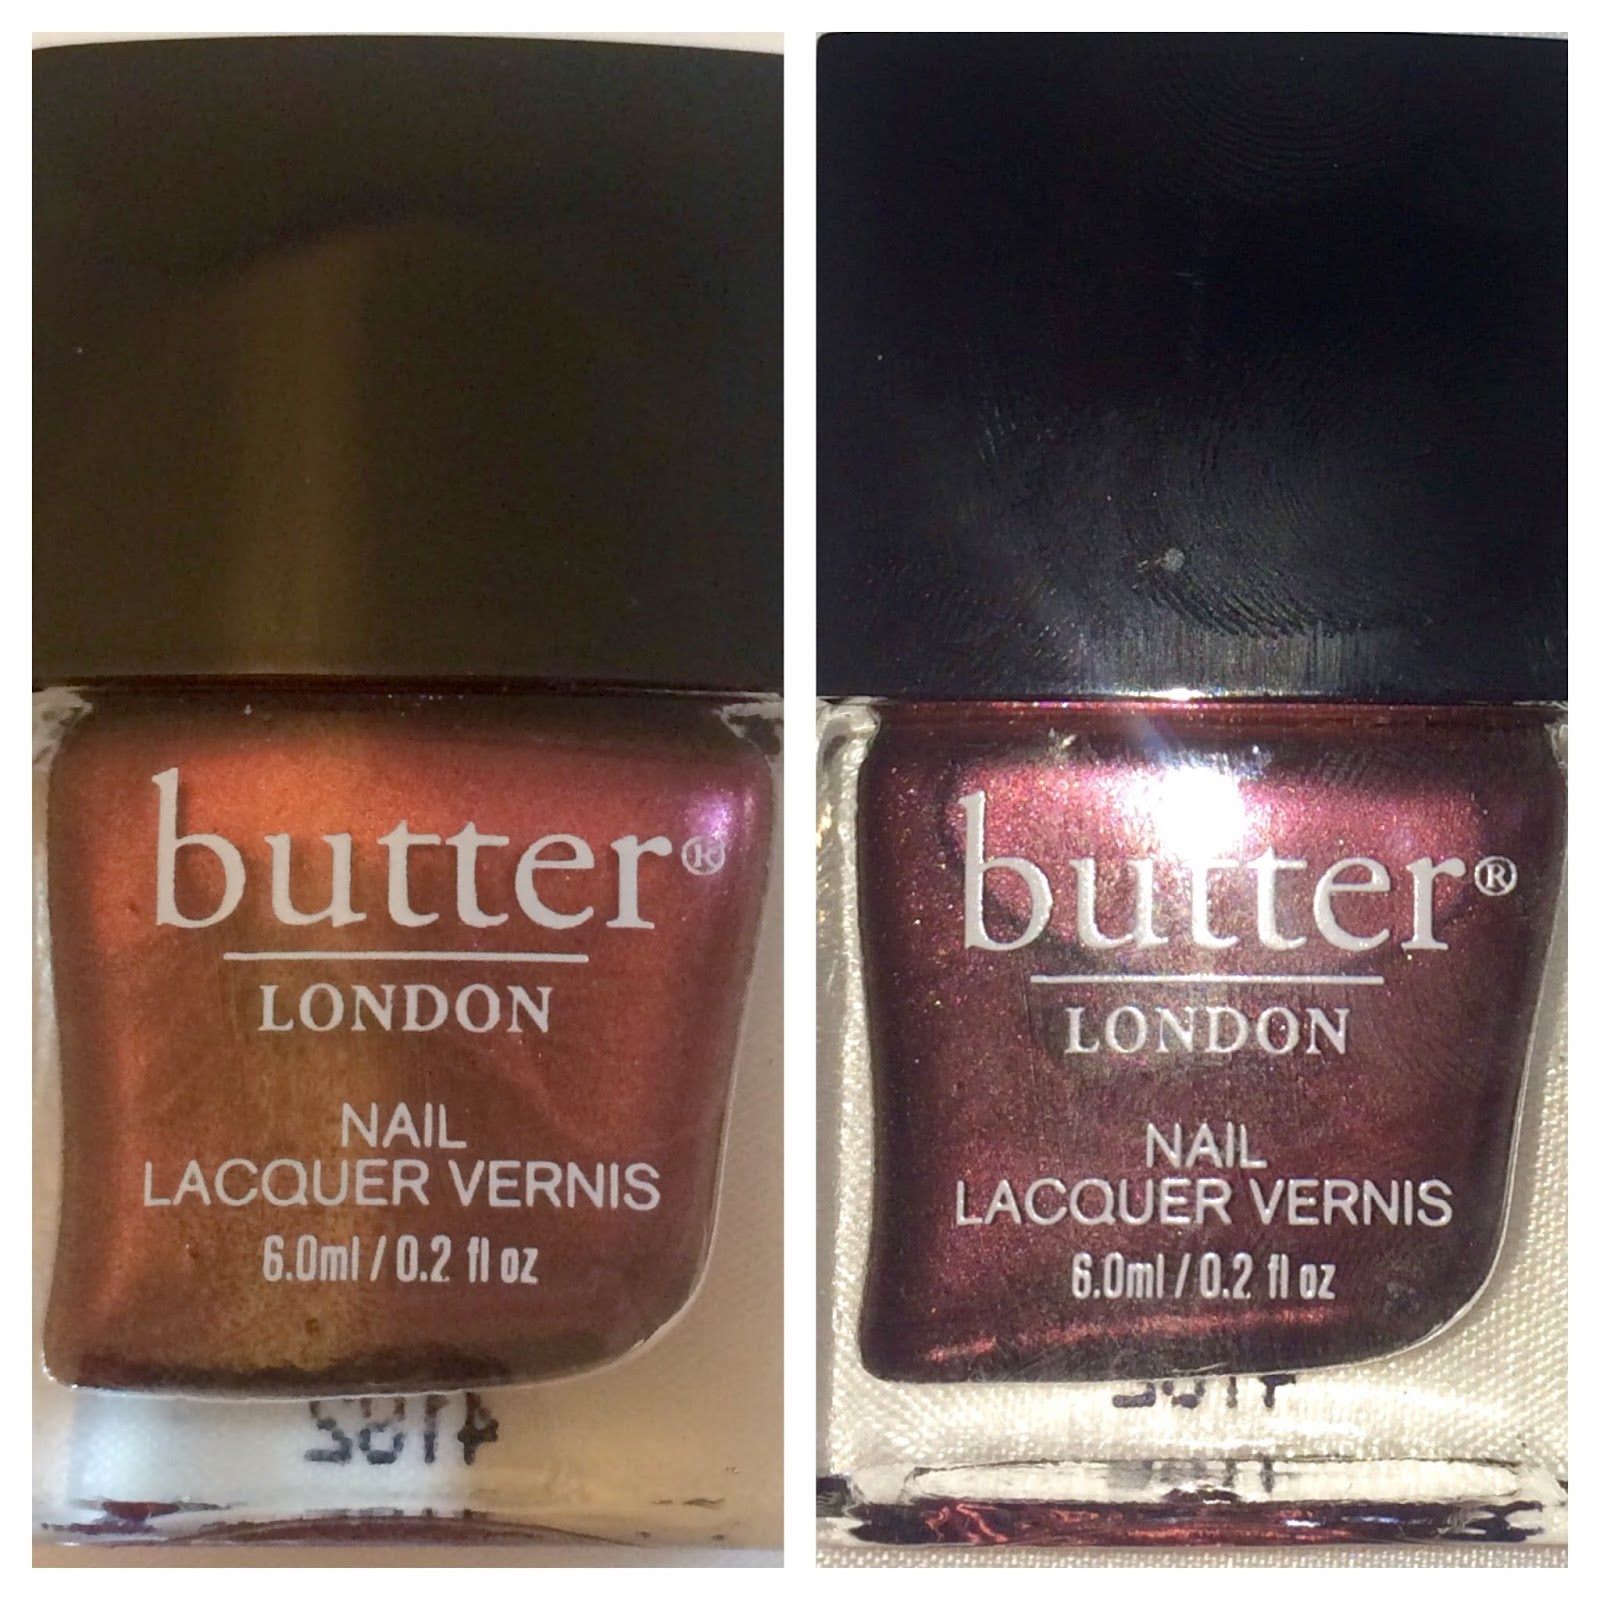 butter®
LONDON
NAIL
LACQUER VERNIS
6.0ml / 0.2 fl oz
butter®
LONDON
NAIL
LACQUER VERNIS
6.0ml / 0.2 fl oz